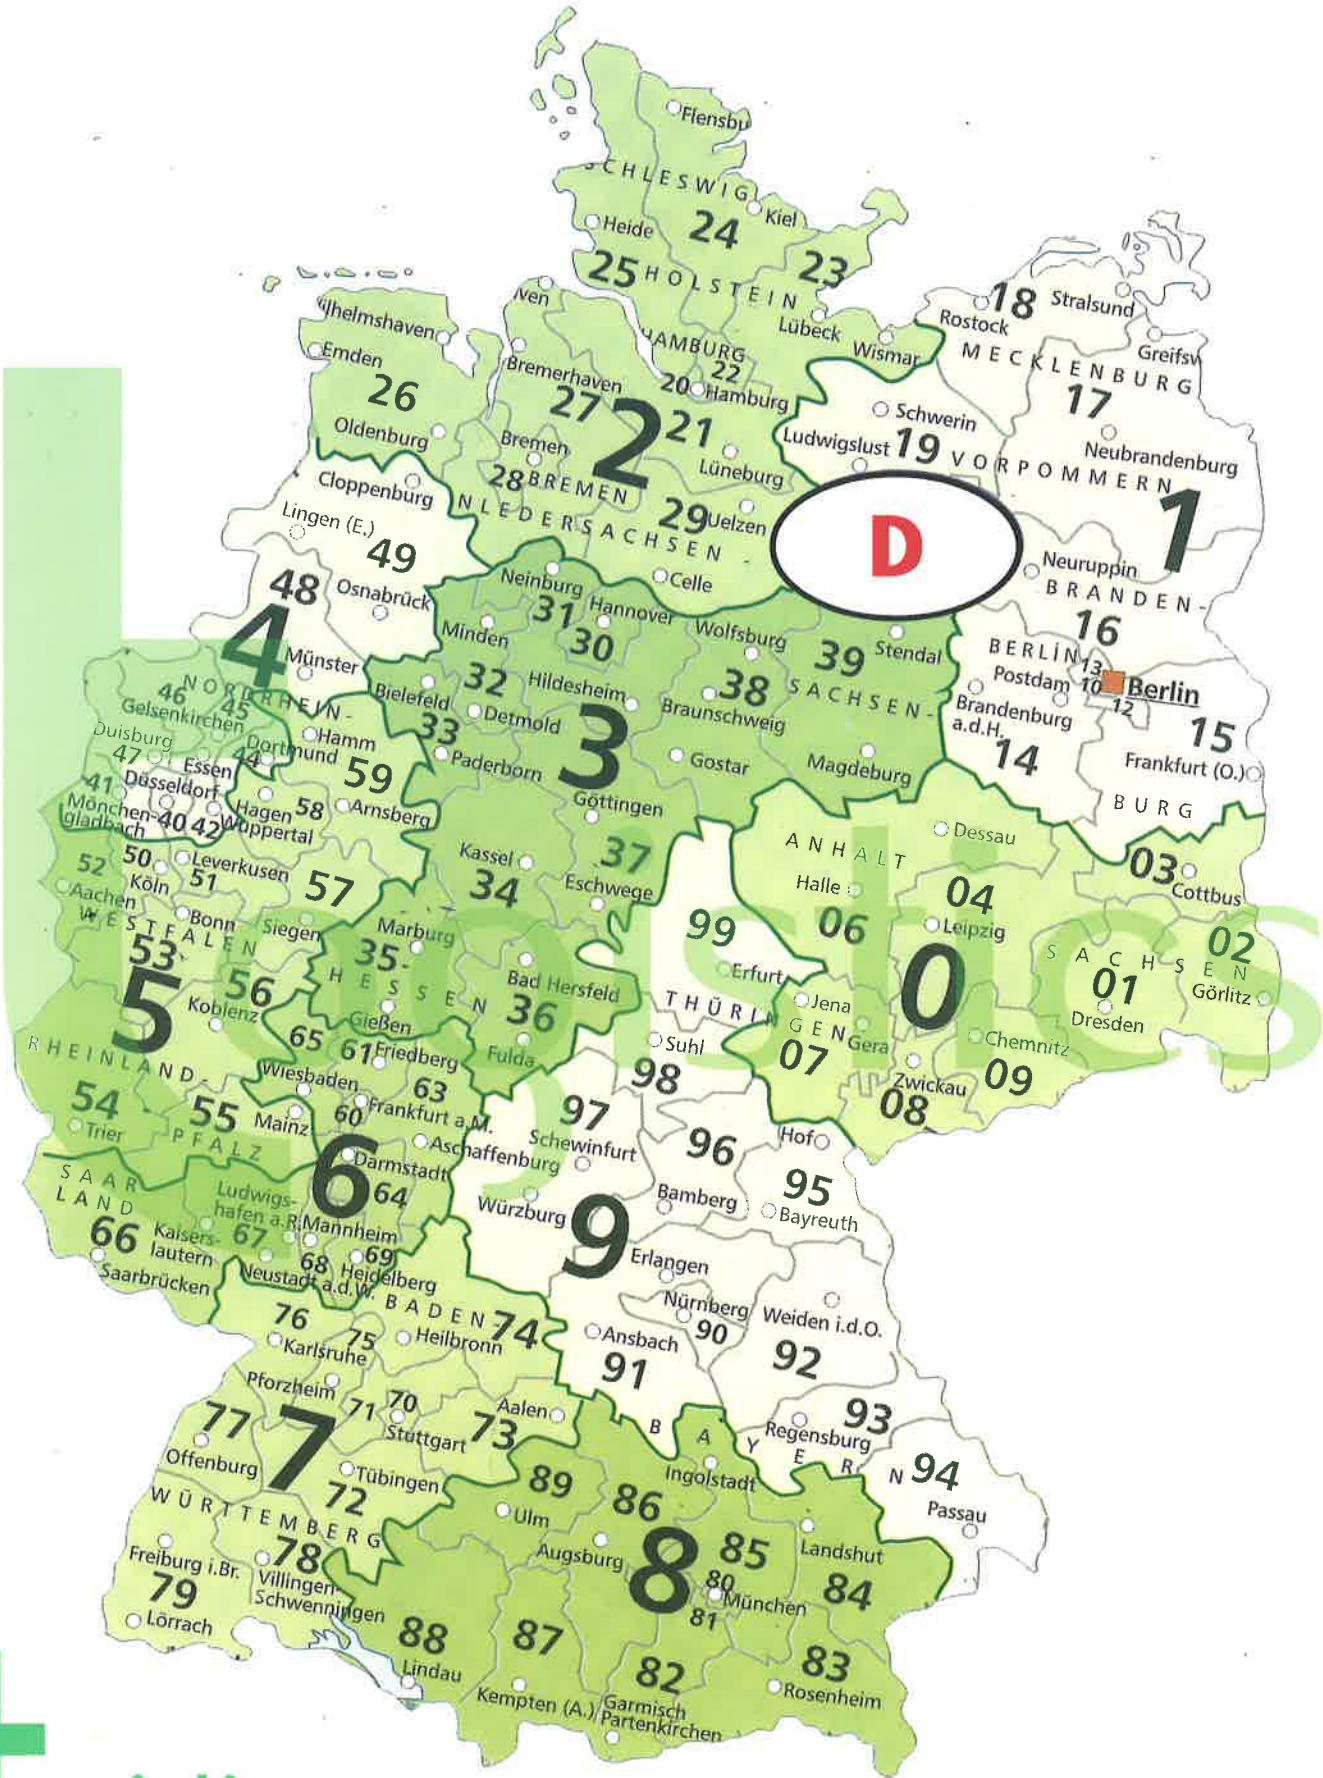 Flensbu
SCHLESWIG
Kiel
Heide
24
23
25
HOLSTEIN
ven
18
Stralsund
Rostock
Lübeck
Wismar
ilhelmshaven
HAMBURG
MECKLENBURG
Greifsw
Emden
Bremerhaven
22
20
Hamburg
26
27
2
21
17
Schwerin
Oldenburg
Bremen
Ludwigslust
19
Neubrandenburg
Lüneburg
VORPOMMERN
28
BREMEN
Cloppenburg
NLEDERSACHSEN
29
Uelzen
1
Lingen (E.)
D
49
Neuruppin
Celle
48
Osnabrück
Neinburg
31
Hannover
BRANDEN-
4
Minden
30
Wolfsburg
39
Stendal
16
BERLIN
13
Münster
32
Hildesheim
38
SACHSEN-
Postdam
10
Berlin
12
NORDRHEIN-
46
45
Bielefeld
Detmold
Braunschweig
Brandenburg
a.d.H.
15
Gelsenkirchen
33
3
Duisburg
47
44
Dortmund
Hamm
59
Paderborn
Gostar
Magdeburg
14
Frankfurt (O.)
Essen
41
Düsseldorf
Hagen
58
Arnsberg
Göttingen
BURG
Mönchen-
gladbach
40
42
Wuppertal
ANHALT
Dessau
52
50
Leverkusen
Kassel
37
Halle
03
Cottbus
Aachen
Köln
51
57
34
Eschwege
04
Bonn
Siegen
Marburg
99
06
Leipzig
WESTFALEN
53
35
Bad Hersfeld
Erfurt
0
SACHSEN
02
5
56
HESSEN
36
01
Görlitz
Koblenz
Gießen
THÜRIN
Jena
Dresden
RHEINLAND
65
61
Friedberg
Fulda
Suhl
GEN
Gera
Chemnitz
Wiesbaden
63
98
07
Zwickau
09
54
55
Mainz
60
Frankfurt a.M.
97
08
Trier
PFALZ
Aschaffenburg
Schewinfurt
96
Hof
6
Darmstadt
SAAR
LAND
Ludwigs-
hafen a.R.
64
Würzburg
Bamberg
95
Bayreuth
66
Kaisers-
lautern
67
Mannheim
9
Saarbrücken
68
69
Heidelberg
Erlangen
Neustadt a.d.W.
BADEN-
74
Nürnberg
Weiden i.d.O.
76
75
Heilbronn
Ansbach
90
Karlsruhe
91
92
Pforzheim
71
70
Aalen
77
7
Stuttgart
73
BAYERN
93
Regensburg
Offenburg
Tübingen
89
Ingolstadt
94
72
86
Passau
WÜRTTEMBERG
Ulm
Freiburg i.Br.
78
Augsburg
8
85
Landshut
79
Villingen-
Schwenningen
80
München
84
Lörrach
81
88
87
82
83
Lindau
Rosenheim
Kempten (A.)
Garmisch
Partenkirchen
Logistics